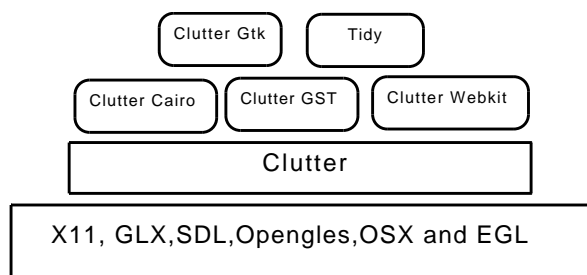 Clutter Gtk
Tidy
Clutter Cairo
Clutter GST
Clutter Webkit
Clutter
X11, GLX,SDL,Opengles,OSX and EGL